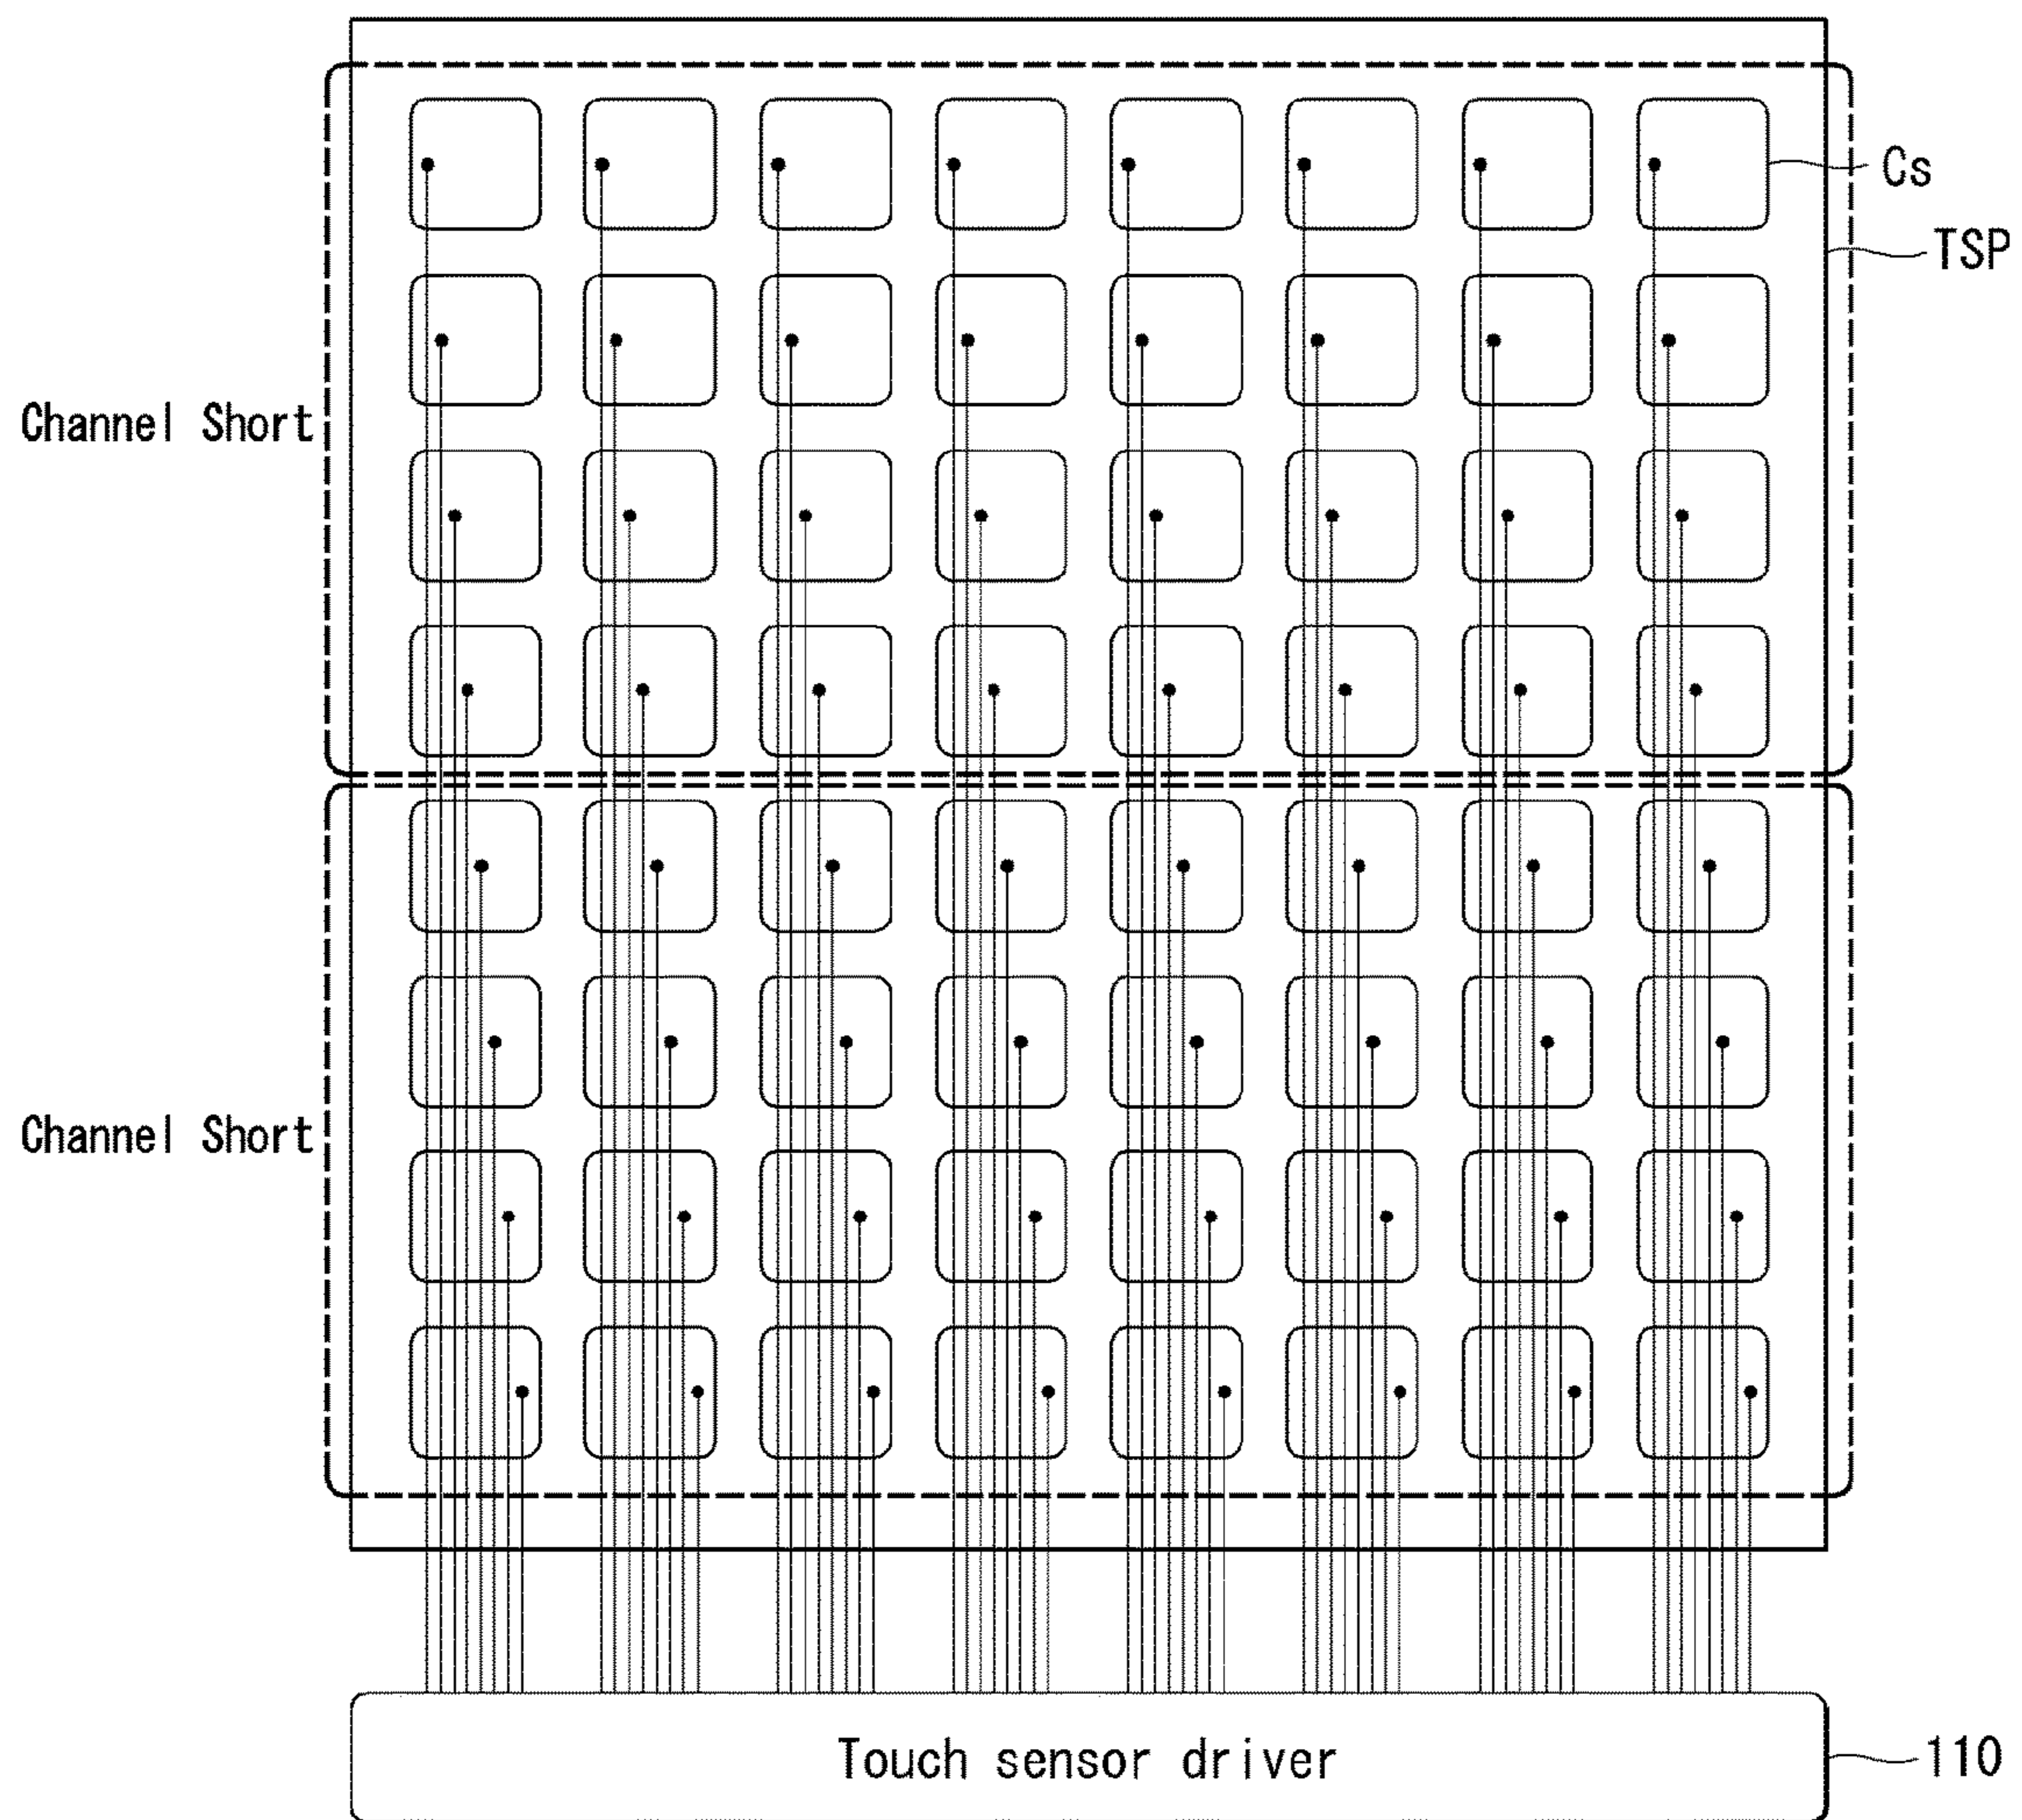 Cs
TSP
Channel Short
Channel Short
Touch sensor driver
110